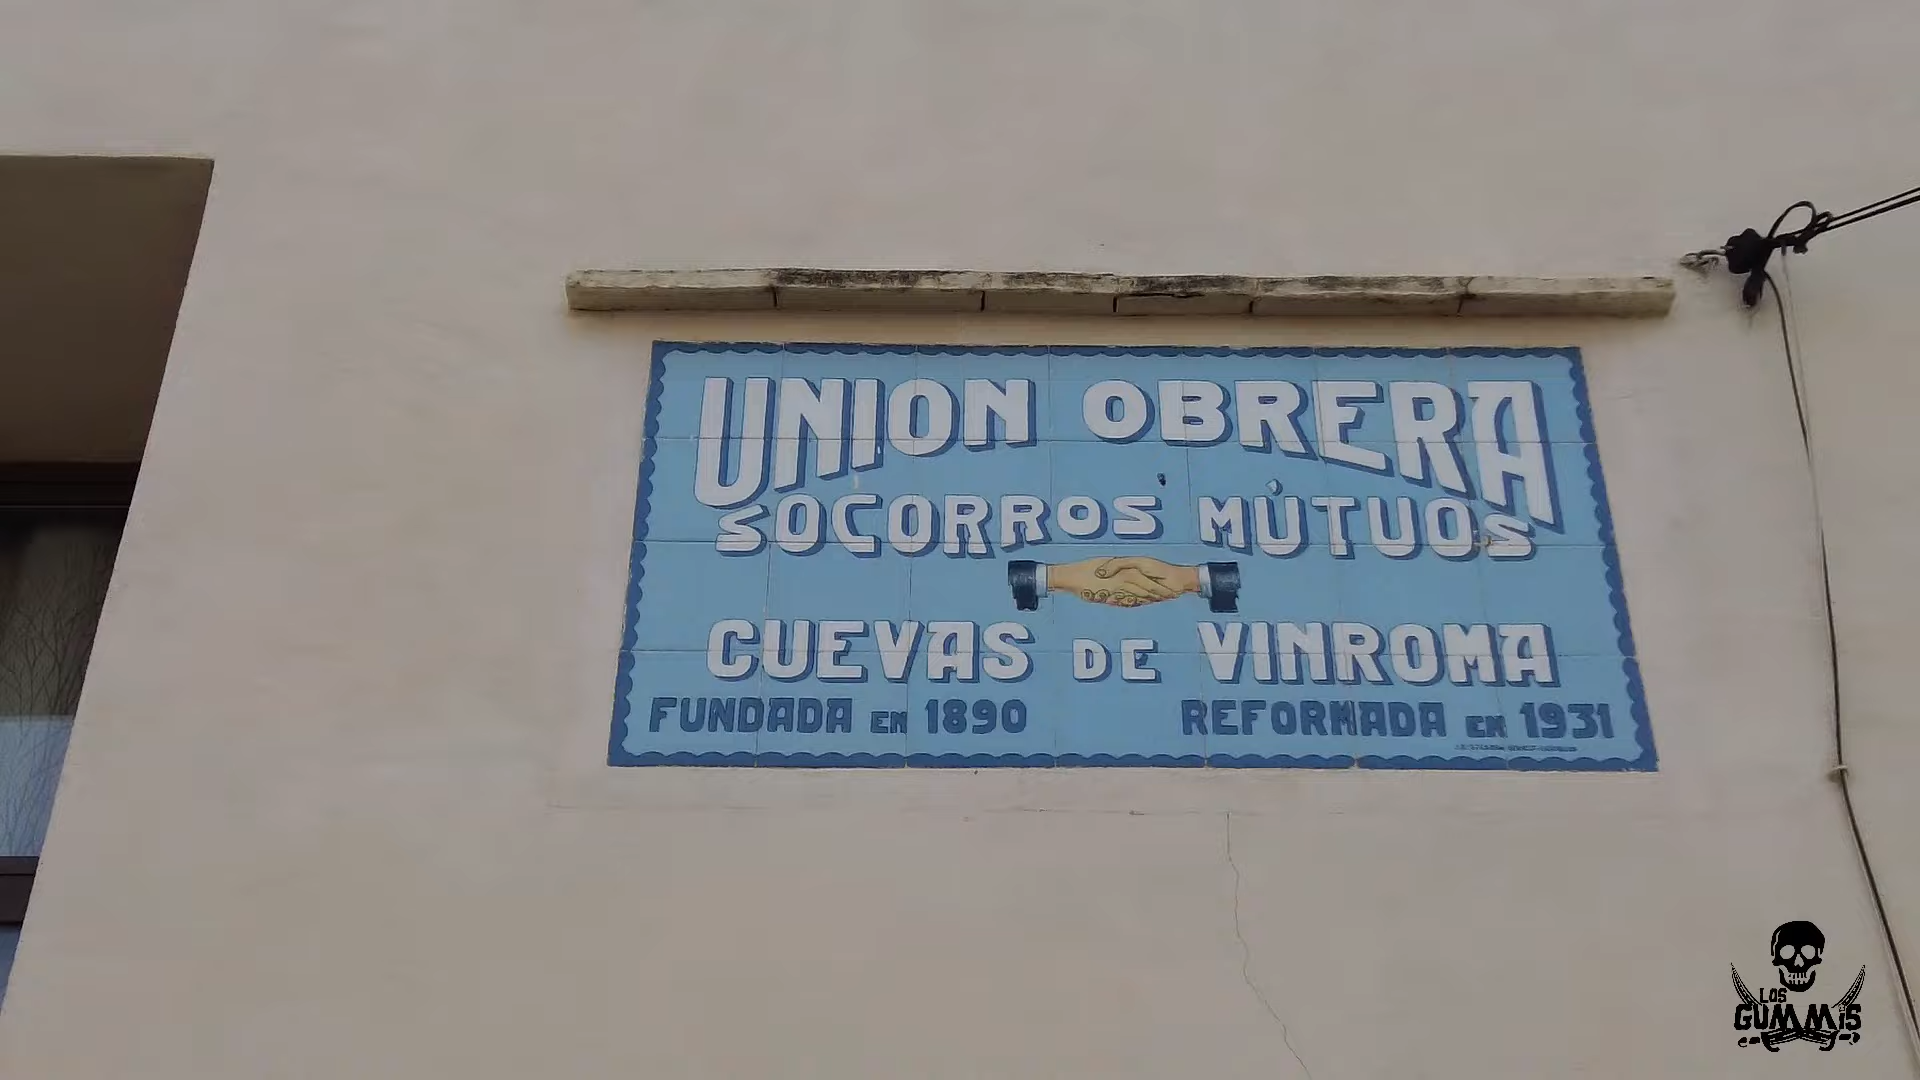 UNION OBRERA
SOCORROS MÚTUOS
CUEVAS DE VINROMA
FUNDADA EN 1890 REFORMADA EN 1931
LOS
GUMMIS